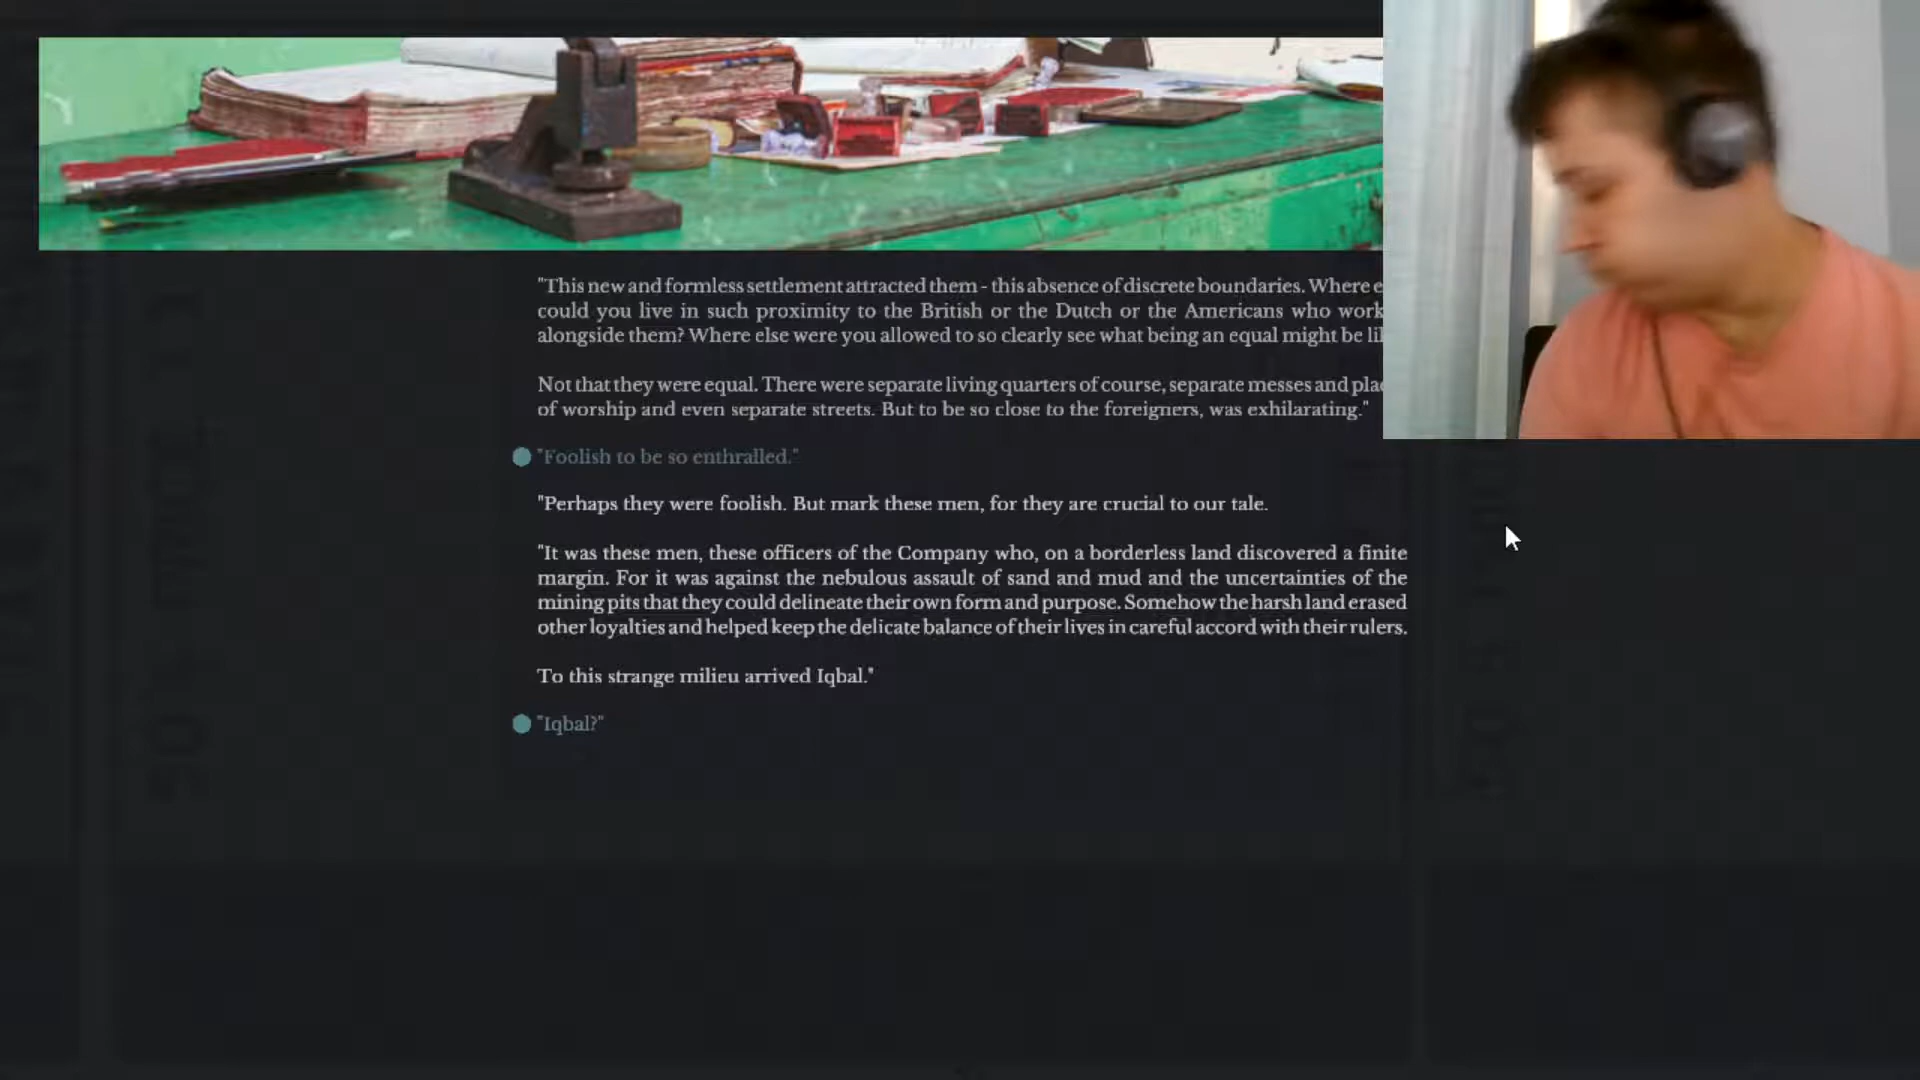 "This new and formless settlement attracted them - this absence of discrete boundaries. Where
could you live in such proximity to the British or the Dutch or the Americans who work
alongside them? Where else were you allowed to so clearly see what being an equal might be
Not that they were equal. There were separate living quarters of course, separate messes and
of worship and even separate streets. But to be so close to the foreigners, was exhilarating."
"Foolish to be so enthralled."
"Perhaps they were foolish. But mark these men, for they are crucial to our tale.
"It was these men, these officers of the Company who, on a borderless land discovered a finite
margin. For it was against the nebulous assault of sand and mud and the uncertainties of the
mining pits that they could delineate their own form and purpose. Somehow the harsh land erased
other loyalties and helped keep the delicate balance of their lives in careful accord with their rulers.
To this strange milieu arrived Iqbal."
"Iqbal?"